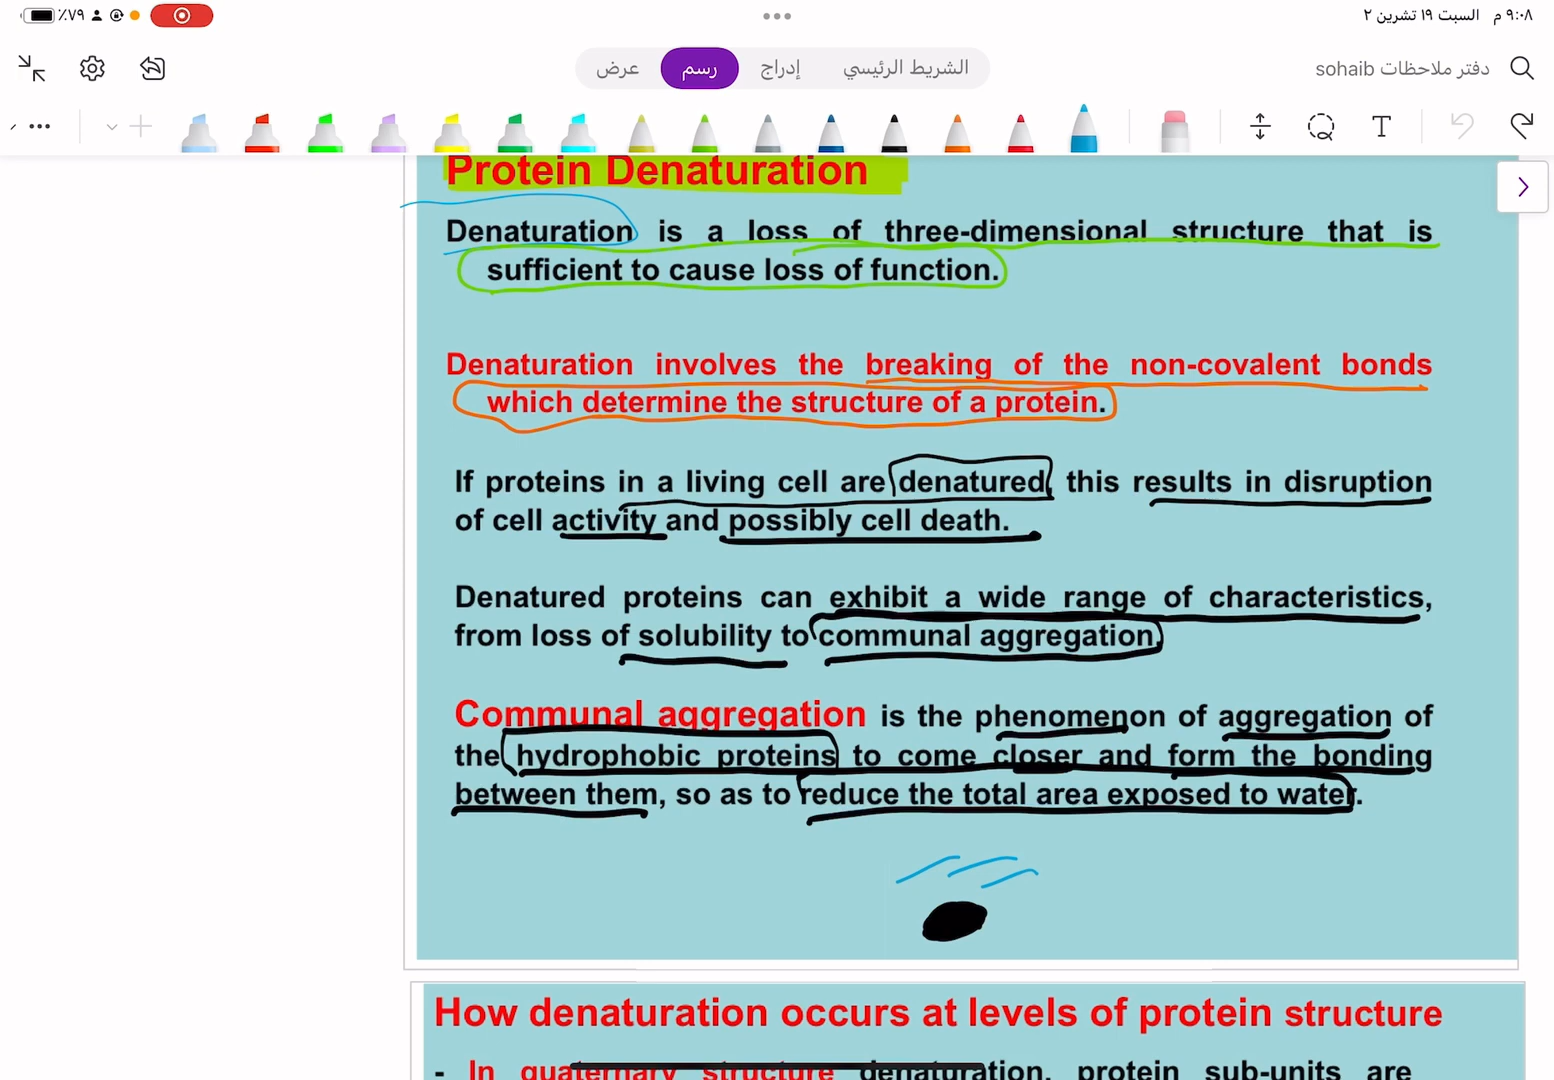 ٪٧٩
السبت ١٩ تشرين ٢ ٩:٠٨ م
عرض
رسم
إدراج
الشريط الرئيسي
دفتر ملاحظات sohaib
T
Protein Denaturation
Denaturation is a loss of three-dimensional structure that is
sufficient to cause loss of function.
Denaturation involves the breaking of the non-covalent bonds
which determine the structure of a protein.
If proteins in a living cell are denatured, this results in disruption
of cell activity and possibly cell death.
Denatured proteins can exhibit a wide range of characteristics,
from loss of solubility to communal aggregation.
Communal aggregation is the phenomenon of aggregation of
the hydrophobic proteins to come closer and form the bonding
between them, so as to reduce the total area exposed to water.
How denaturation occurs at levels of protein structure
- In quaternary structure denaturation, protein sub-units are